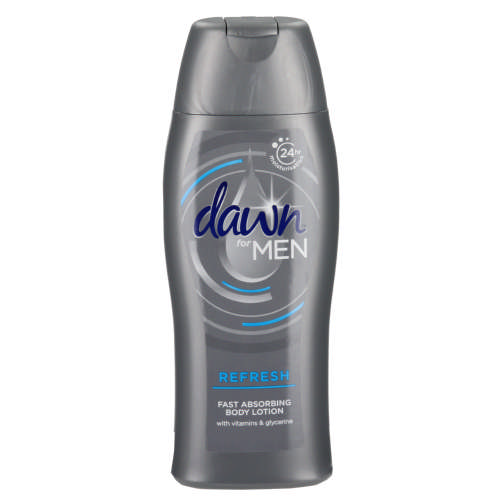 24hr
moisturisation
dawn
for MEN
REFRESH
FAST ABSORBING
BODY LOTION
with vitamins & glycerine